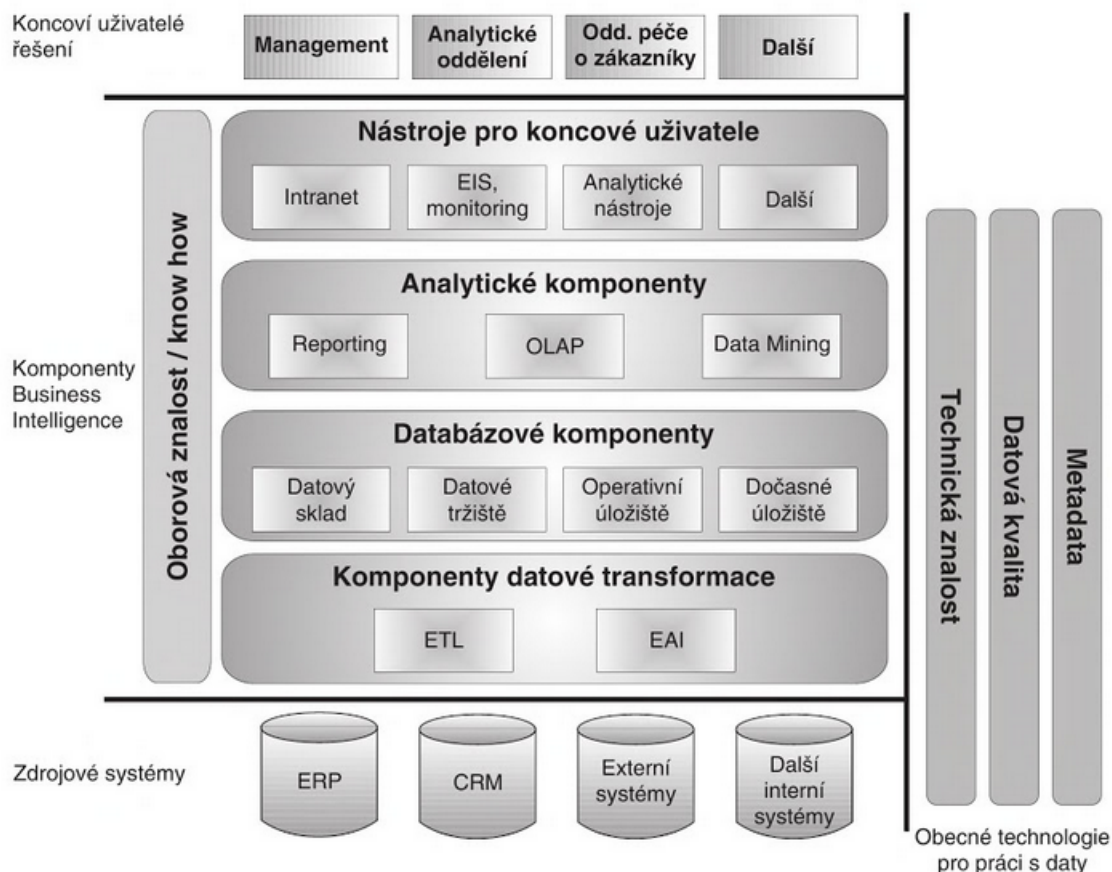 Koncoví uživatelé
řešení
Management
Analytické
oddělení
Odd. péče
o zákazníky
Další
Nástroje pro koncové uživatele
Intranet
EIS,
monitoring
Analytické
nástroje
Další
Analytické komponenty
Reporting
OLAP
Data Mining
Komponenty
Business
Intelligence
Oborová znalost / know how
Databázové komponenty
Datový
sklad
Datové
tržiště
Operativní
úložiště
Dočasné
úložiště
Komponenty datové transformace
ETL
EAI
Zdrojové systémy
ERP
CRM
Externí
systémy
Další
interní
systémy
Technická znalost
Datová kvalita
Metadata
Obecné technologie
pro práci s daty